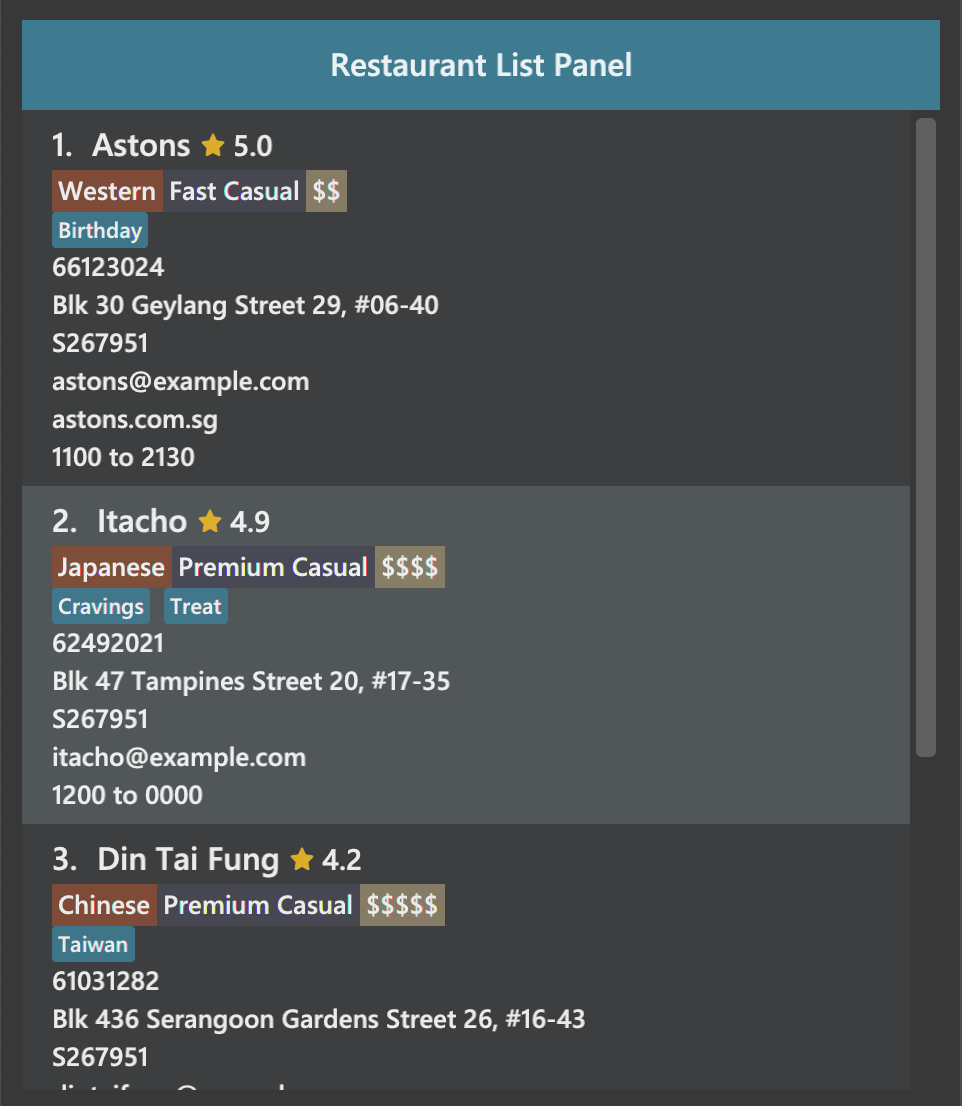 Restaurant List Panel
1. Astons 5.0
Western Fast Casual $$
Birthday
66123024
Blk 30 Geylang Street 29, #06-40
S267951
astons@example.com
astons.com.sg
1100 to 2130
2. Itacho 4.9
Japanese Premium Casual $$$$
Cravings Treat
62492021
Blk 47 Tampines Street 20, #17-35
S267951
itacho@example.com
1200 to 0000
3. Din Tai Fung 4.2
Chinese Premium Casual $$$$$
Taiwan
61031282
Blk 436 Serangoon Gardens Street 26, #16-43
S267951